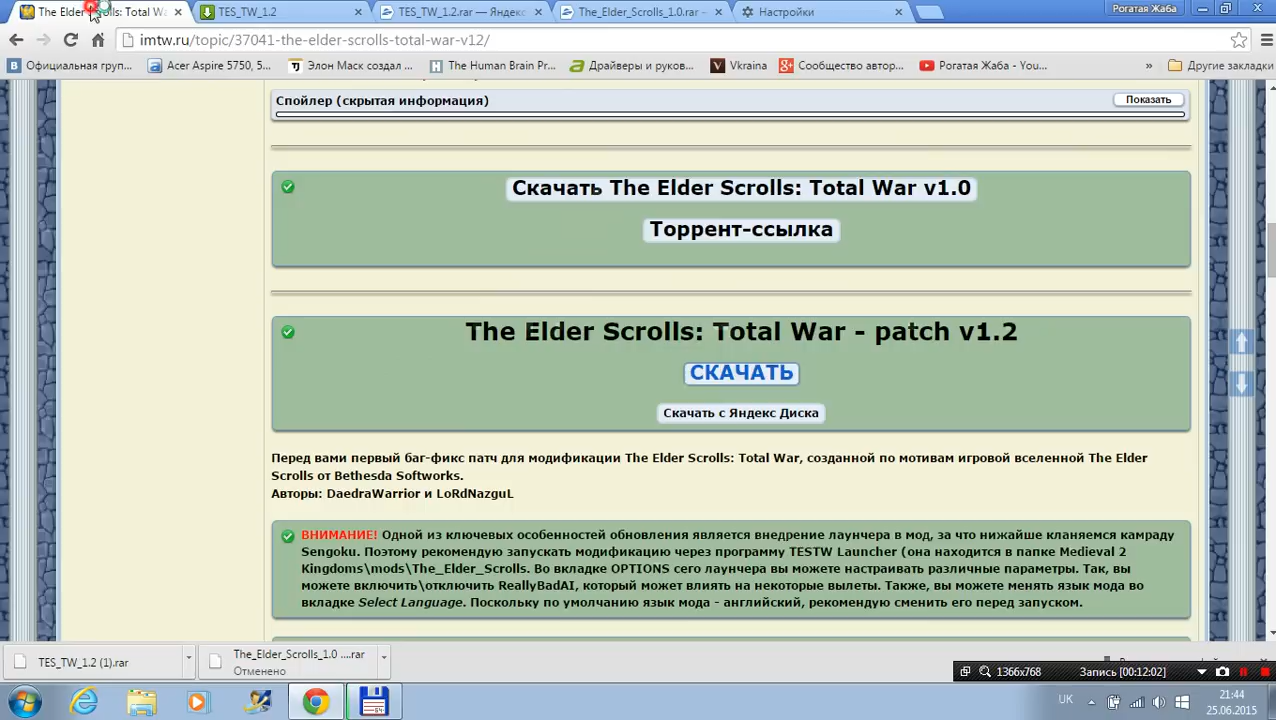 The Elder Scrolls: Total W
TES_TW_1.2
TES_TW_1.2.rar — Яндекс
The_Elder_Scrolls_1.0.rar –
Настройки
Рогатая Жаба
imtw.ru/topic/37041-the-elder-scrolls-total-war-v12/
Официальная груп...
Acer Aspire 5750, 5...
Элон Маск создал ...
The Human Brain Pr...
Драйверы и руков...
Vkraina
Сообщество автор...
Рогатая Жаба - You...
»
Другие закладки
Спойлер (скрытая информация)
Показать
Скачать The Elder Scrolls: Total War v1.0
Торрент-ссылка
The Elder Scrolls: Total War - patch v1.2
СКАЧАТЬ
Скачать с Яндекс Диска
Перед вами первый баг-фикс патч для модификации The Elder Scrolls: Total War, созданной по мотивам игровой вселенной The Elder
Scrolls от Bethesda Softworks.
Авторы: DaedraWarrior и LoRdNazguL
ВНИМАНИЕ! Одной из ключевых особенностей обновления является внедрение лаунчера в мод, за что нижайше кланяемся камраду
Sengoku. Поэтому рекомендую запускать модификацию через программу TESTW Launcher (она находится в папке Medieval 2
Kingdoms\mods\The_Elder_Scrolls. Во вкладке OPTIONS сего лаунчера вы можете настраивать различные параметры. Так, вы
можете включить\отключить ReallyBadAI, который может влиять на некоторые вылеты. Также, вы можете менять язык мода во
вкладке Select Language. Поскольку по умолчанию язык мода - английский, рекомендую сменить его перед запуском.
TES_TW_1.2 (1).rar
The_Elder_Scrolls_1.0 ....rar
Отменено
1366x768
Запись [00:12:02]
UK
21:44
25.06.2015